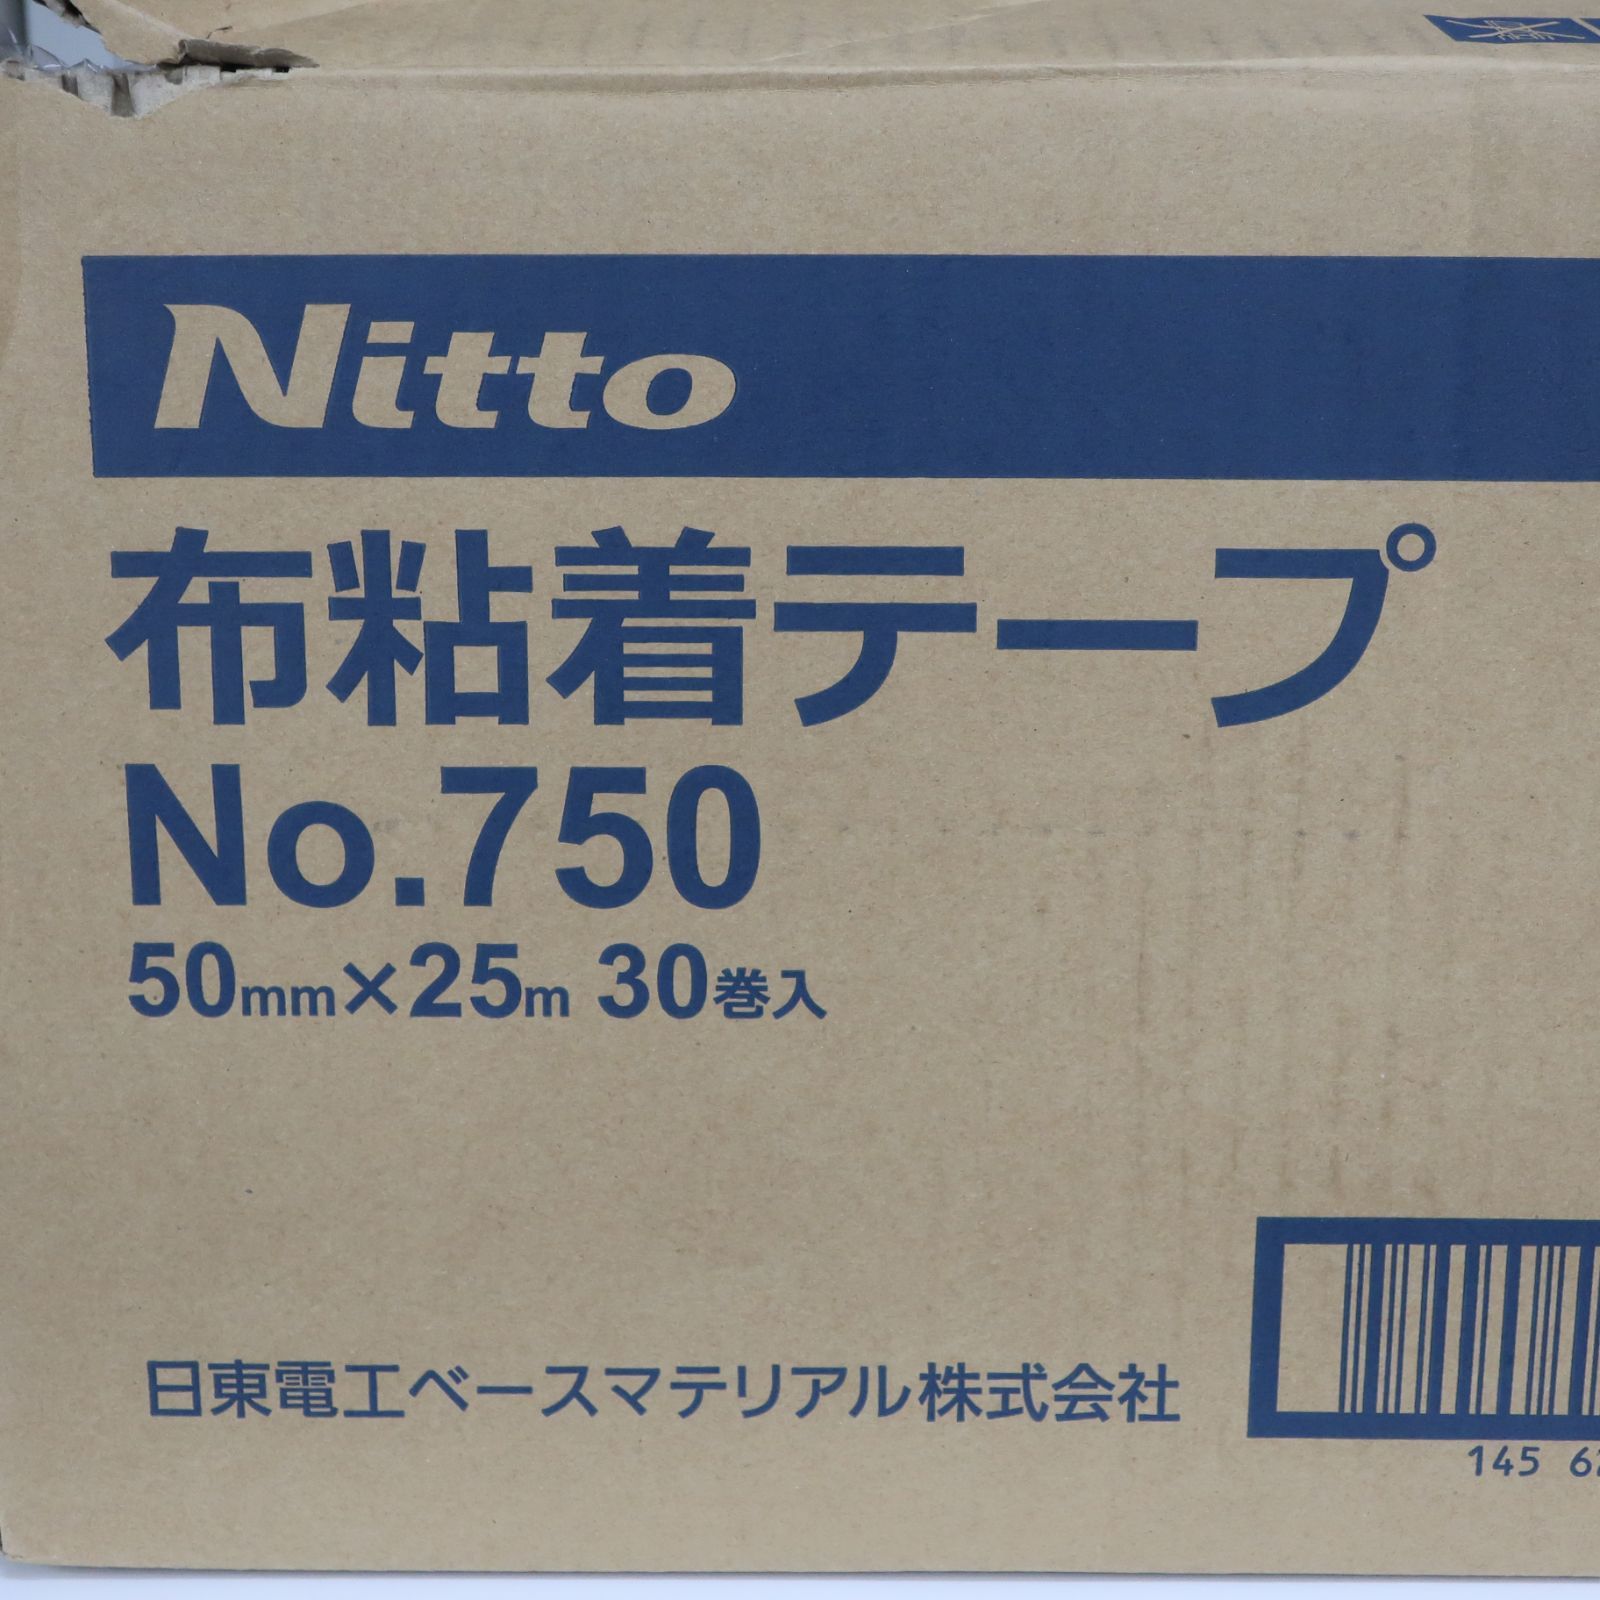 Nitto
布粘着テープ
No.750
50mm×25m 30巻入
日東電工ベースマテリアル株式会社
145